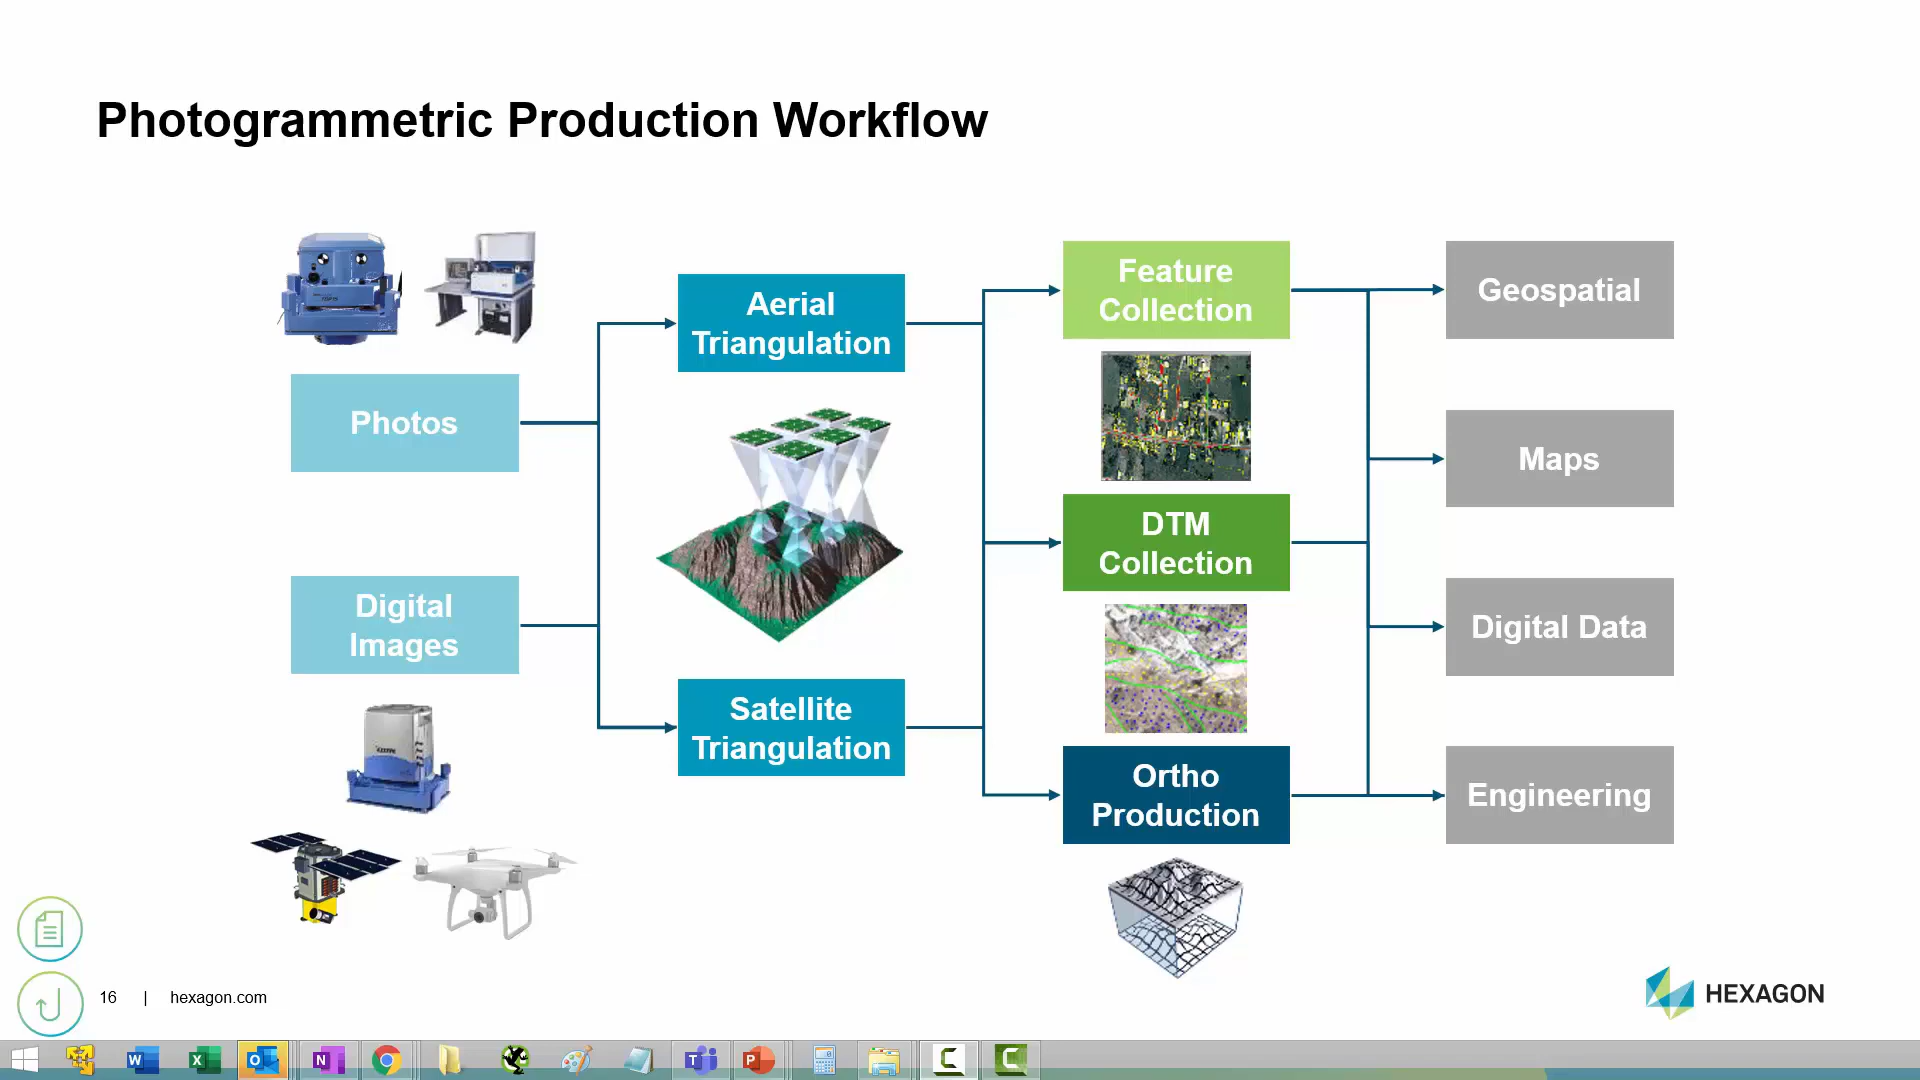 Photogrammetric Production Workflow
Photos
Digital
Images
Aerial
Triangulation
Satellite
Triangulation
Feature
Collection
DTM
Collection
Ortho
Production
Geospatial
Maps
Digital Data
Engineering
16 | hexagon.com
HEXAGON